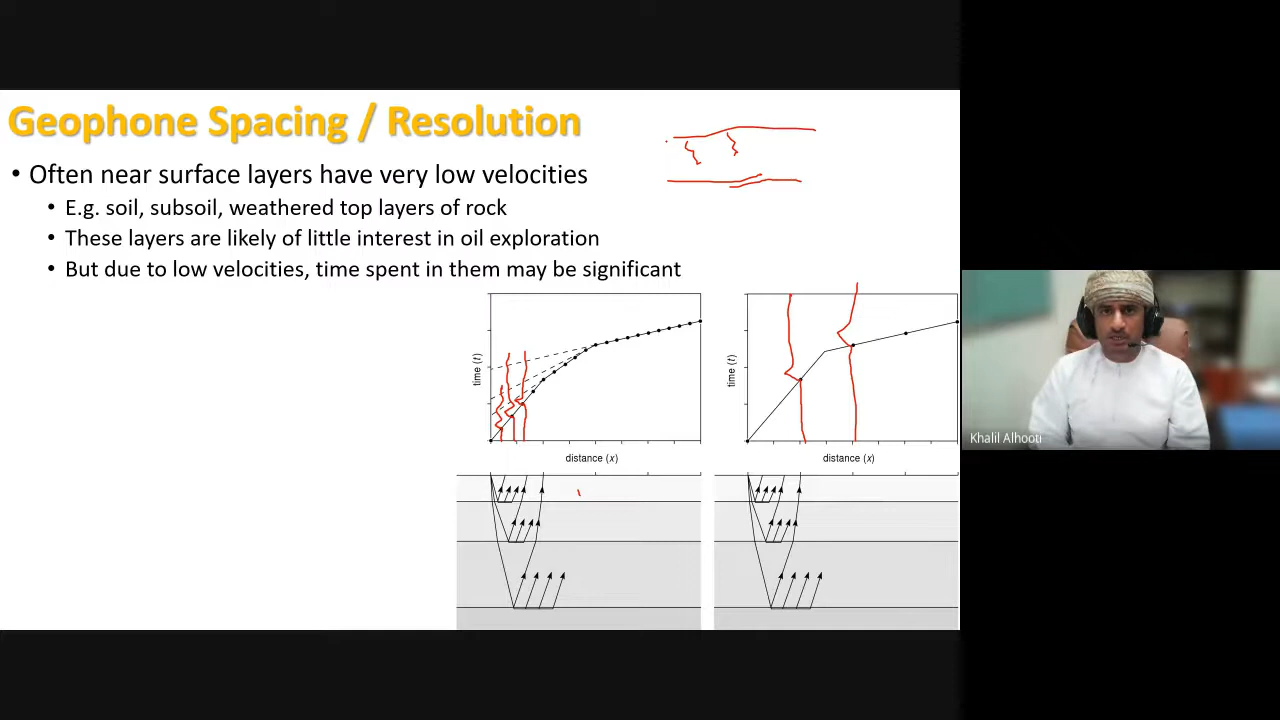 Geophone Spacing / Resolution
• Often near surface layers have very low velocities
• E.g. soil, subsoil, weathered top layers of rock
• These layers are likely of little interest in oil exploration
• But due to low velocities, time spent in them may be significant
time (t)
distance (x)
time (t)
distance (x)
Khalil Alhooti